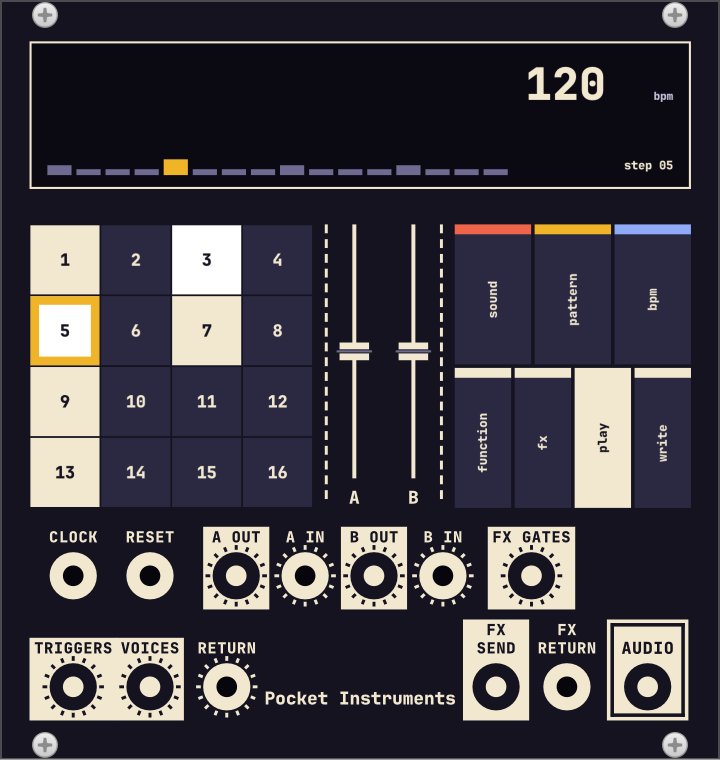 120 bpm
step 05
1 2 3 4
5 6 7 8
9 10 11 12
13 14 15 16
A B
sound pattern bpm
function fx play write
CLOCK RESET A OUT A IN B OUT B IN FX GATES
TRIGGERS VOICES RETURN
Pocket Instruments
FX SEND
FX RETURN
AUDIO